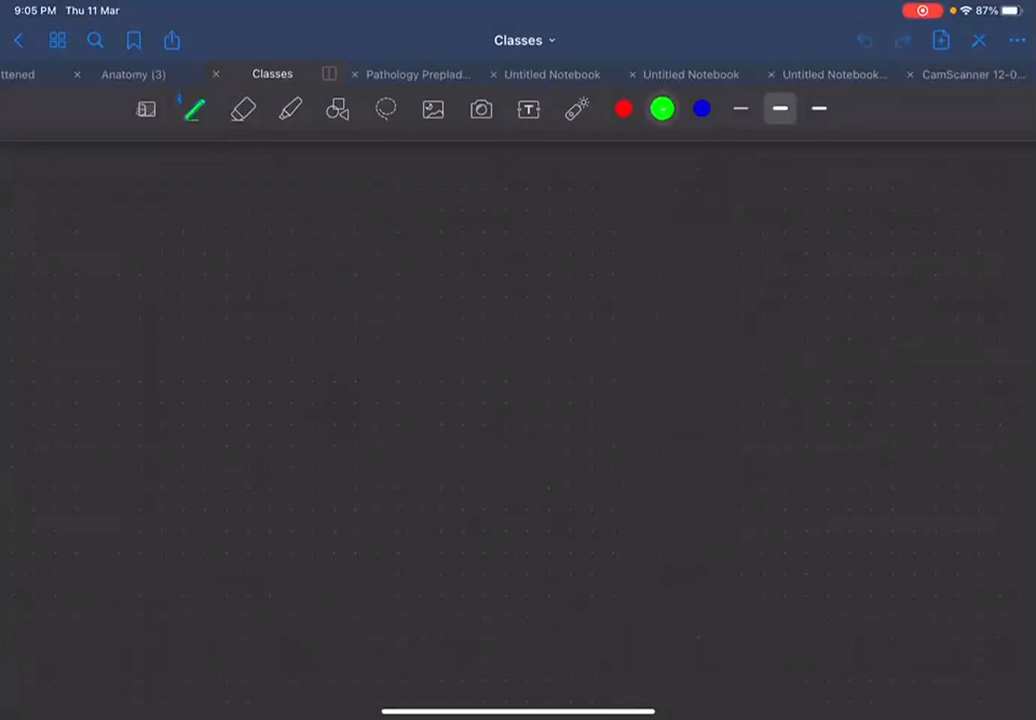 9:05 PM Thu 11 Mar
87%
Classes
ttened
Anatomy (3)
Classes
Pathology Preplad...
Untitled Notebook
Untitled Notebook
Untitled Notebook...
CamScanner 12-0...
T